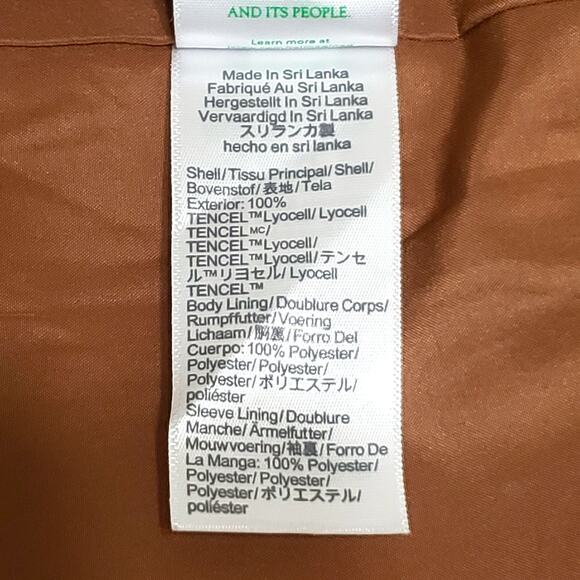 AND ITS PEOPLE.
Learn more at
Made In Sri Lanka
Fabriqué Au Sri Lanka
Hergestellt In Sri Lanka
Vervaardigd In Sri Lanka
スリランカ製
hecho en sri lanka
Shell/Tissu Principal/Shell/
Bovenstof/表地/Tela
Exterior: 100%
TENCEL™Lyocell/Lyocell
TENCELᴹᶜ/
TENCEL™Lyocell/
TENCEL™Lyocell/テンセ
ル™リヨセル/Lyocell
TENCEL™
Body Lining/Doublure Corps/
Rumpffutter/Voering
Lichaam/胴裏/Forro Del
Cuerpo: 100% Polyester/
Polyester/Polyester/
Polyester/ポリエステル/
poliéster
Sleeve Lining/Doublure
Manche/Ärmelfutter/
Mouwvoering/袖裏/Forro De
La Manga: 100% Polyester/
Polyester/Polyester/
Polyester/ポリエステル/
poliéster